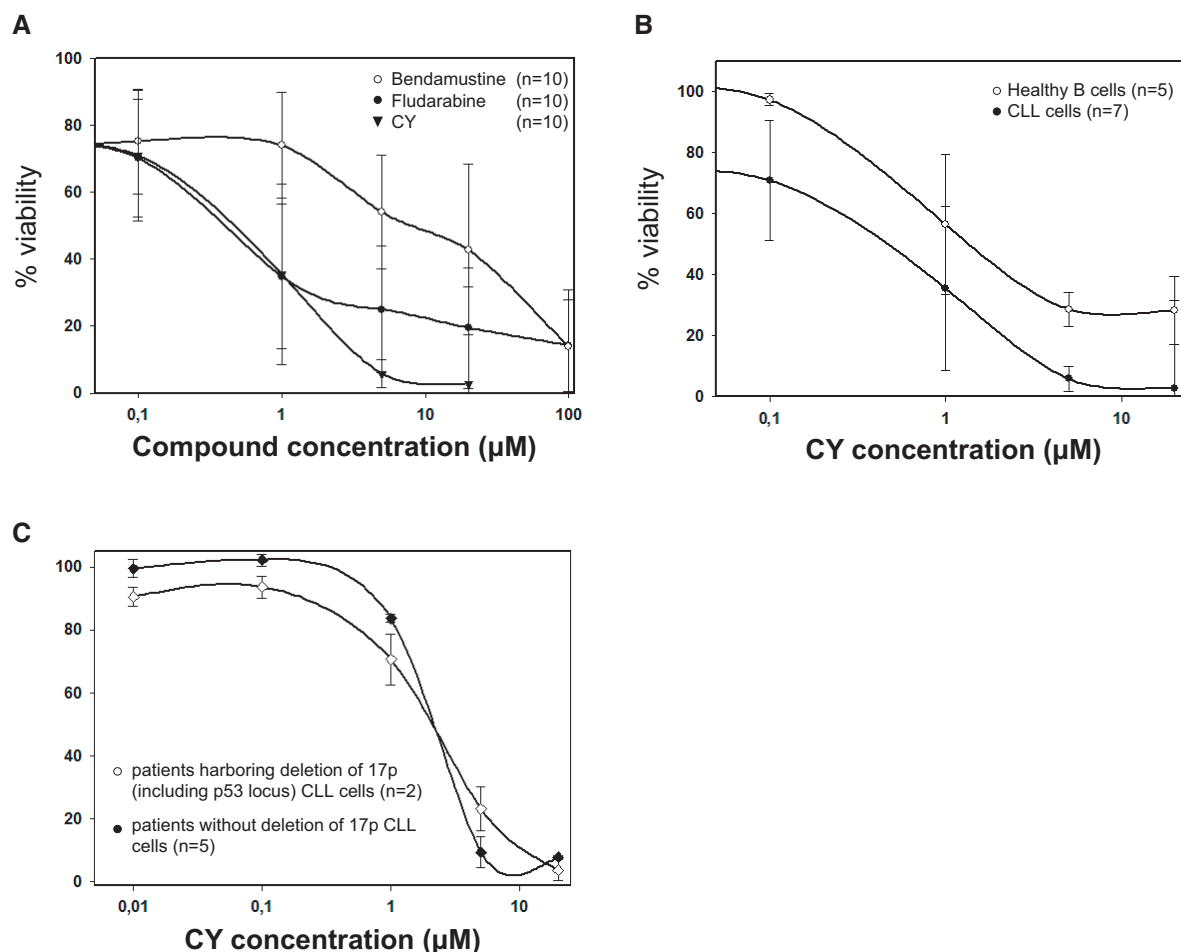 A
% viability
100
80
60
40
20
0
Bendamustine (n=10)
Fludarabine (n=10)
CY (n=10)
0,1 1 10 100
Compound concentration (µM)
B
% viability
100
80
60
40
20
0
Healthy B cells (n=5)
CLL cells (n=7)
0,1 1 10
CY concentration (µM)
C
100
80
60
40
20
0
patients harboring deletion of 17p
(including p53 locus) CLL cells (n=2)
patients without deletion of 17p CLL
cells (n=5)
0,01 0,1 1 10
CY concentration (µM)